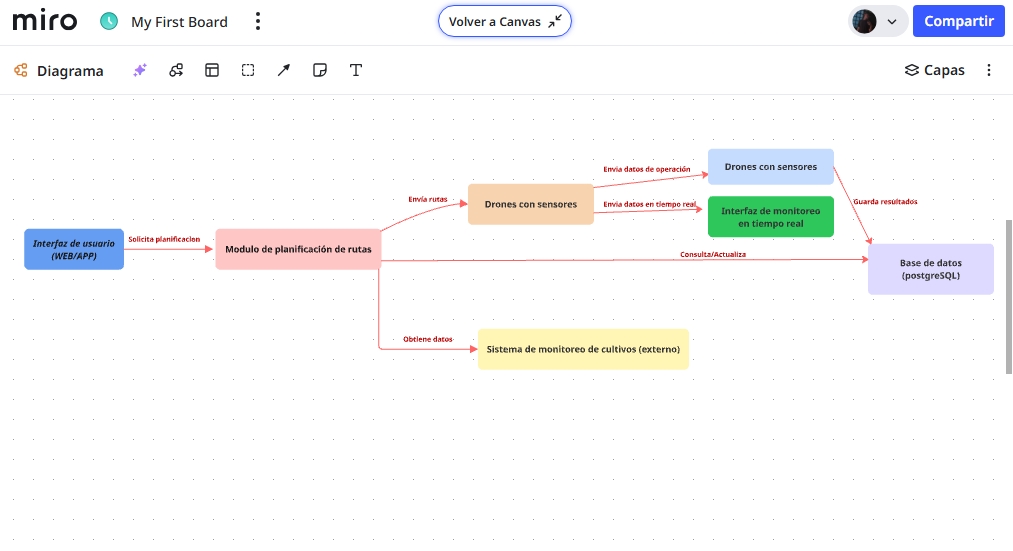 miro
My First Board
Volver a Canvas
Compartir
Diagrama
T
Capas
Envia datos de operación
Drones con sensores
Envía rutas
Drones con sensores
Envia datos en tiempo real
Guarda resultados
Interfaz de monitoreo
en tiempo real
Interfaz de usuario
(WEB/APP)
Solicita planificacion
Modulo de planificación de rutas
Consulta/Actualiza
Base de datos
(postgreSQL)
Obtiene datos
Sistema de monitoreo de cultivos (externo)